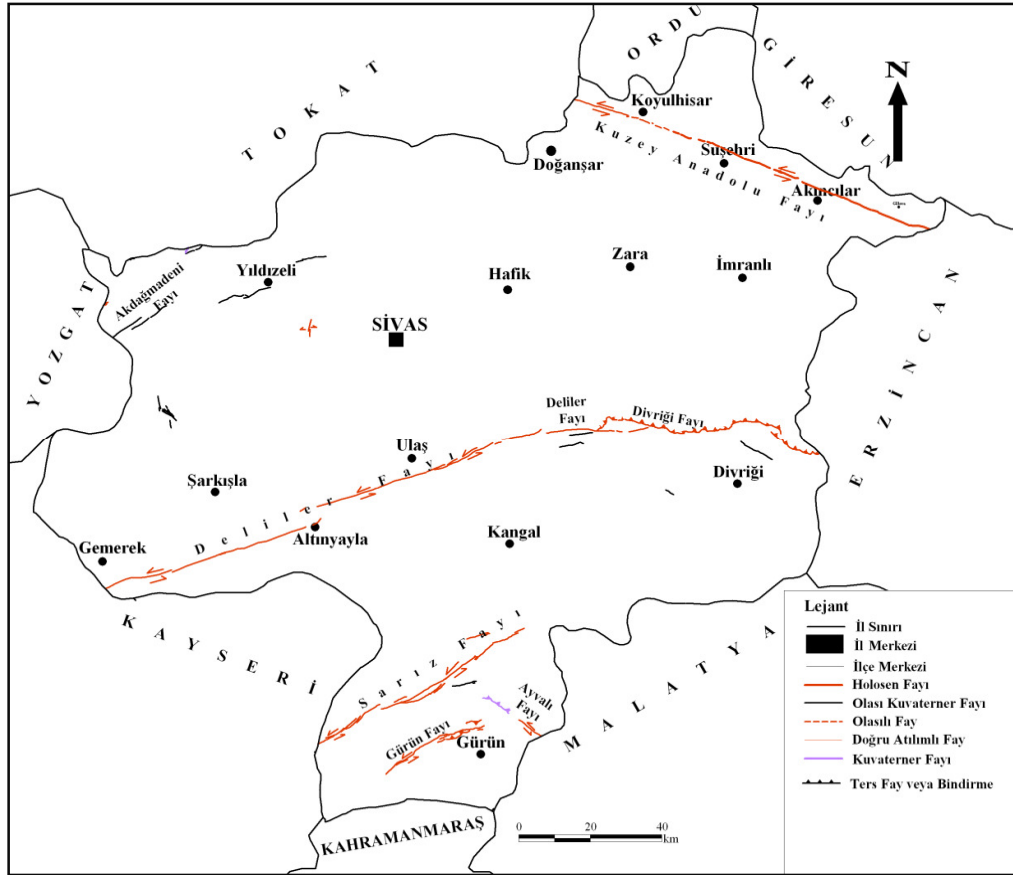 TOKAT
ORDU
GİRESUN
N
Koyulhisar
Kuzey Anadolu Fayı
Suşehri
Doğanşar
Akıncılar
Zara
İmranlı
Hafik
Yıldızeli
Akdağmadeni
Fayı
SİVAS
YOZGAT
ERZİNCAN
Deliler
Fayı
Divriği Fayı
Ulaş
Divriği
Şarkışla
Deliler Fayı
Altınyayla
Kangal
Gemerek
KAYSERİ
Sarız Fayı
Ayvalı
Fayı
MALATYA
Gürün Fayı
Gürün
KAHRAMANMARAŞ
0 20 40
km
Lejant
İl Sınırı
İl Merkezi
İlçe Merkezi
Holosen Fayı
Olası Kuvaterner Fayı
Olasılı Fay
Doğru Atılımlı Fay
Kuvaterner Fayı
Ters Fay veya Bindirme